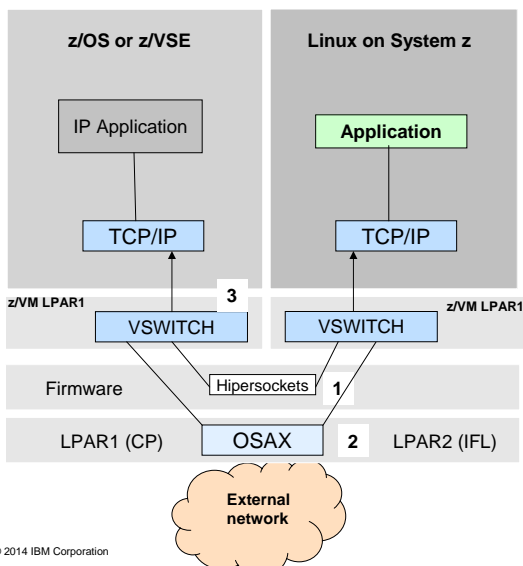 z/OS or z/VSE
Linux on System z
IP Application
Application
TCP/IP
TCP/IP
z/VM LPAR1
3
z/VM LPAR1
VSWITCH
VSWITCH
Firmware
Hipersockets
1
LPAR1 (CP)
OSAX
2
LPAR2 (IFL)
External
network
2014 IBM Corporation